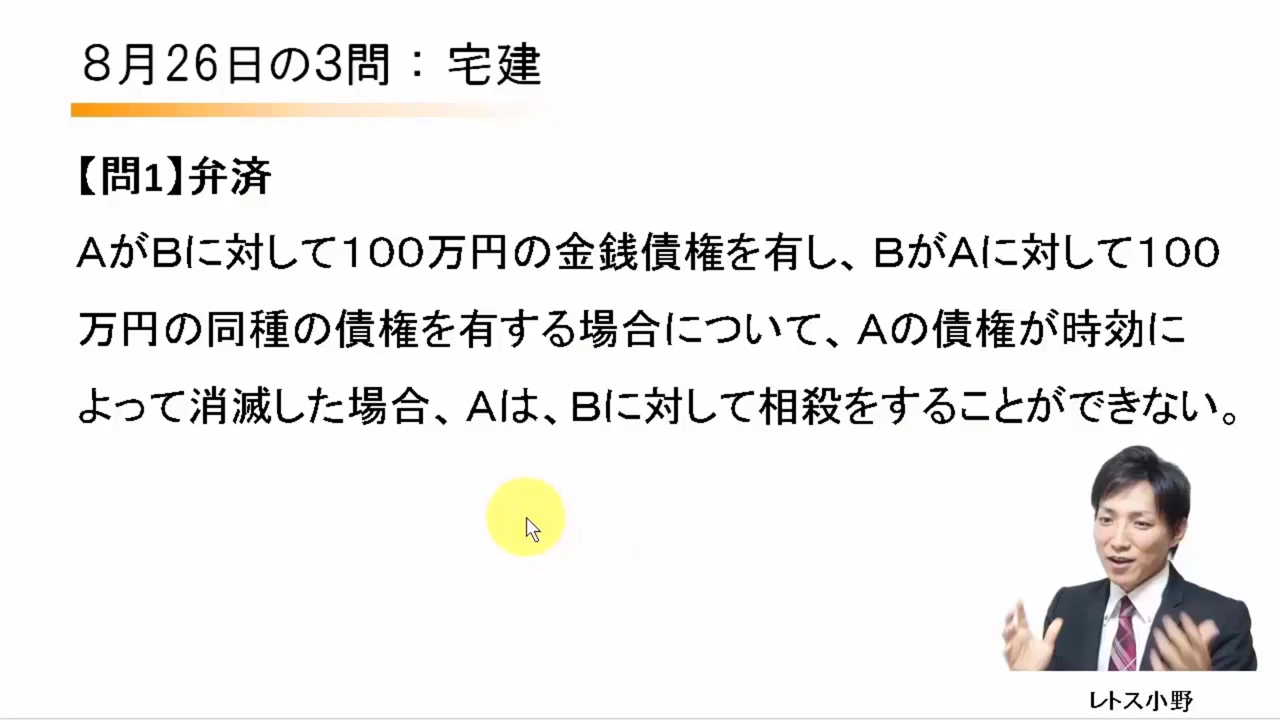 ８月26日の３問：宅建
【問1】弁済
ＡがＢに対して１００万円の金銭債権を有し、ＢがＡに対して１００
万円の同種の債権を有する場合について、Ａの債権が時効に
よって消滅した場合、Ａは、Ｂに対して相殺をすることができない。
レトス小野